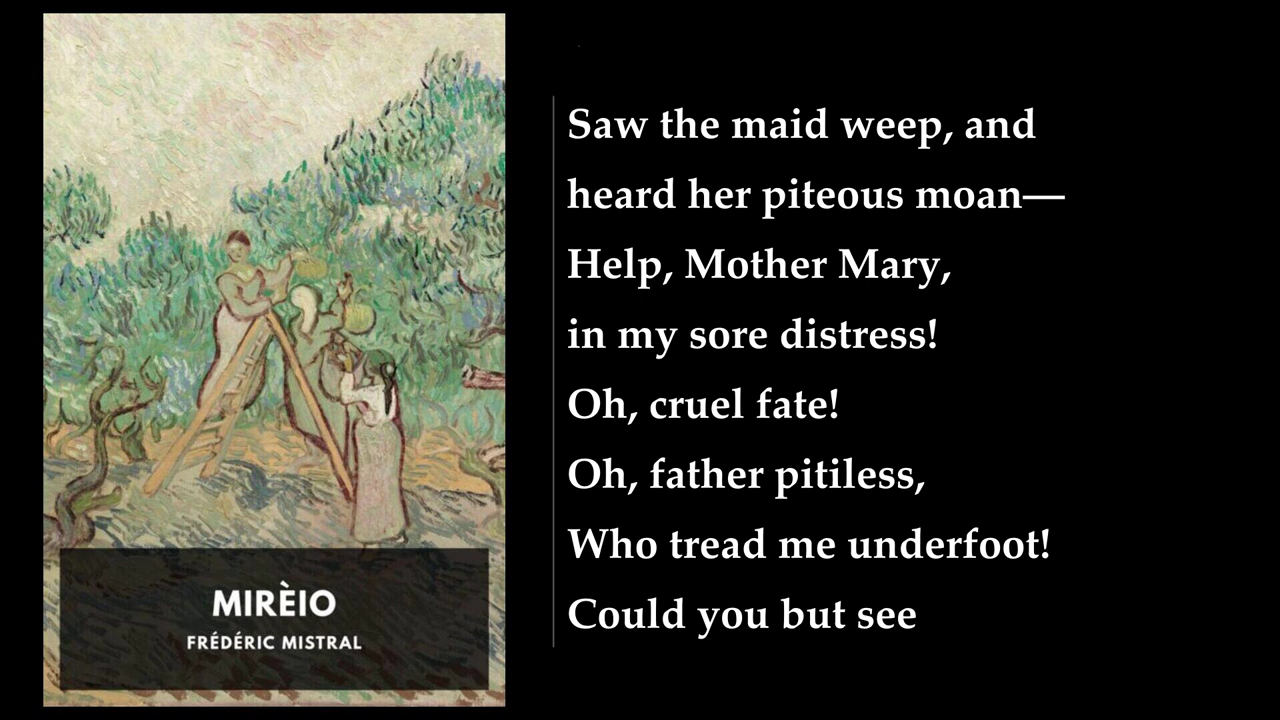 MIRÈIO
FRÉDÉRIC MISTRAL
Saw the maid weep, and
heard her piteous moan—
Help, Mother Mary,
in my sore distress!
Oh, cruel fate!
Oh, father pitiless,
Who tread me underfoot!
Could you but see